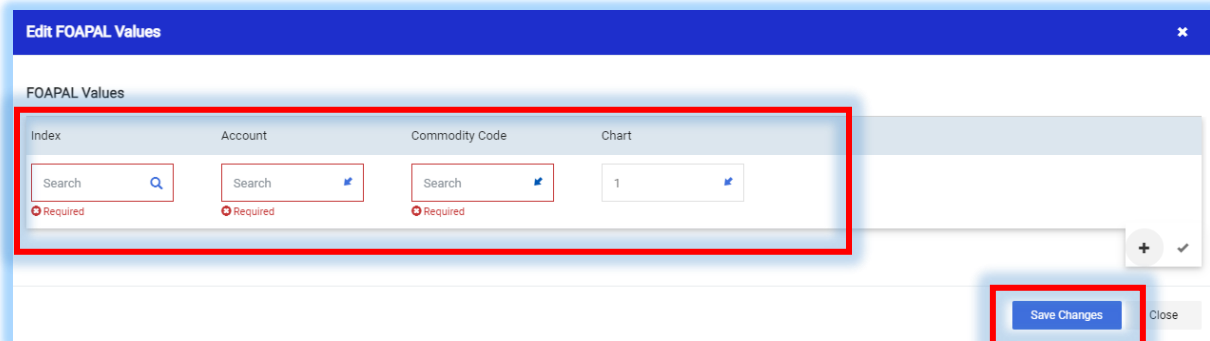 Edit FOAPAL Values
FOAPAL Values
Index Account Commodity Code Chart
Search Search Search 1
Required Required Required
Save Changes Close